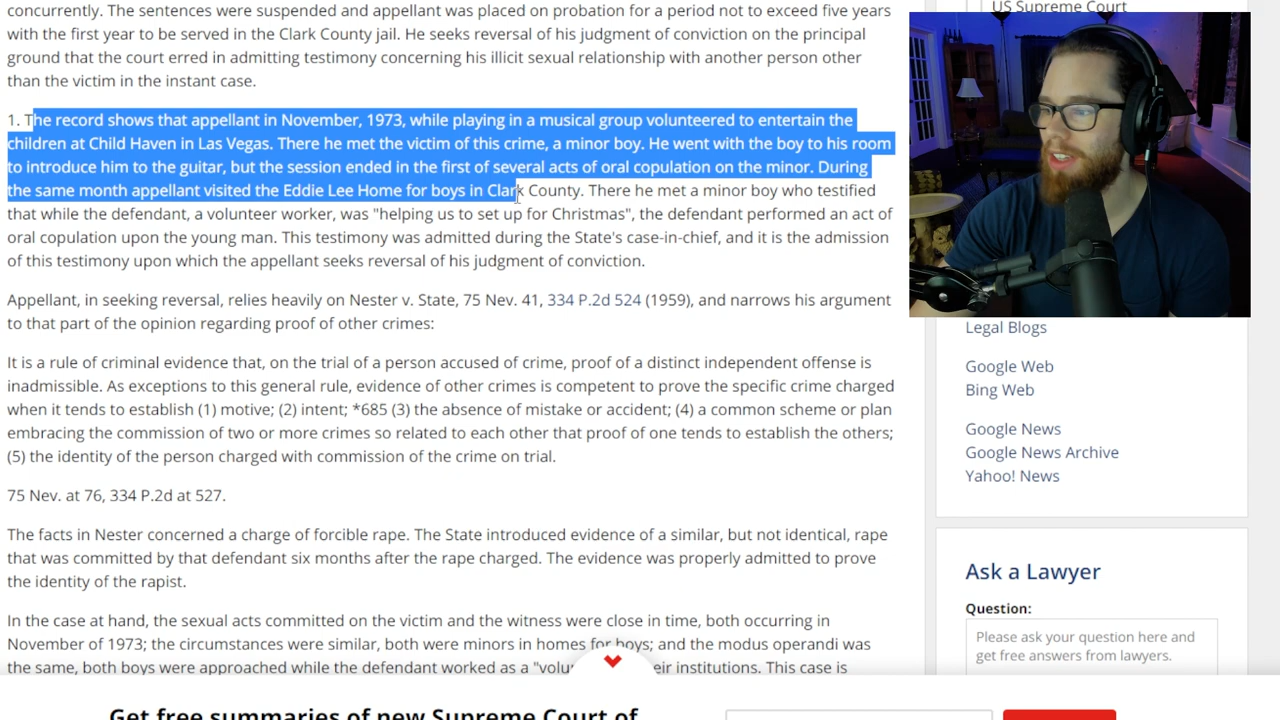 concurrently. The sentences were suspended and appellant was placed on probation for a period not to exceed five years
with the first year to be served in the Clark County jail. He seeks reversal of his judgment of conviction on the principal
ground that the court erred in admitting testimony concerning his illicit sexual relationship with another person other
than the victim in the instant case.
1. The record shows that appellant in November, 1973, while playing in a musical group volunteered to entertain the
children at Child Haven in Las Vegas. There he met the victim of this crime, a minor boy. He went with the boy to his room
to introduce him to the guitar, but the session ended in the first of several acts of oral copulation on the minor. During
the same month appellant visited the Eddie Lee Home for boys in Clark County. There he met a minor boy who testified
that while the defendant, a volunteer worker, was "helping us to set up for Christmas", the defendant performed an act of
oral copulation upon the young man. This testimony was admitted during the State's case-in-chief, and it is the admission
of this testimony upon which the appellant seeks reversal of his judgment of conviction.
Appellant, in seeking reversal, relies heavily on Nester v. State, 75 Nev. 41, 334 P.2d 524 (1959), and narrows his argument
to that part of the opinion regarding proof of other crimes:
It is a rule of criminal evidence that, on the trial of a person accused of crime, proof of a distinct independent offense is
inadmissible. As exceptions to this general rule, evidence of other crimes is competent to prove the specific crime charged
when it tends to establish (1) motive; (2) intent; *685 (3) the absence of mistake or accident; (4) a common scheme or plan
embracing the commission of two or more crimes so related to each other that proof of one tends to establish the others;
(5) the identity of the person charged with commission of the crime on trial.
75 Nev. at 76, 334 P.2d at 527.
The facts in Nester concerned a charge of forcible rape. The State introduced evidence of a similar, but not identical, rape
that was committed by that defendant six months after the rape charged. The evidence was properly admitted to prove
the identity of the rapist.
In the case at hand, the sexual acts committed on the victim and the witness were close in time, both occurring in
November of 1973; the circumstances were similar, both were minors in homes for boys; and the modus operandi was
the same, both boys were approached while the defendant worked as a institutions. This case is
Get free summaries of new Supreme Court of
US Supreme Court
Legal Blogs
Google Web
Bing Web
Google News
Google News Archive
Yahoo! News
Ask a Lawyer
Question:
Please ask your question here and
get free answers from lawyers.